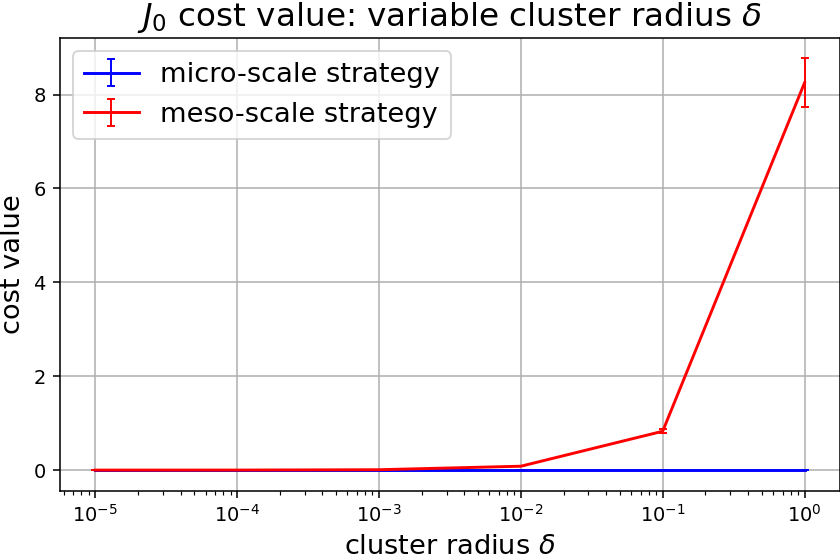 J₀ cost value: variable cluster radius δ
micro-scale strategy
meso-scale strategy
cost value
8
6
4
2
0
10⁻⁵ 10⁻⁴ 10⁻³ 10⁻² 10⁻¹ 10⁰
cluster radius δ